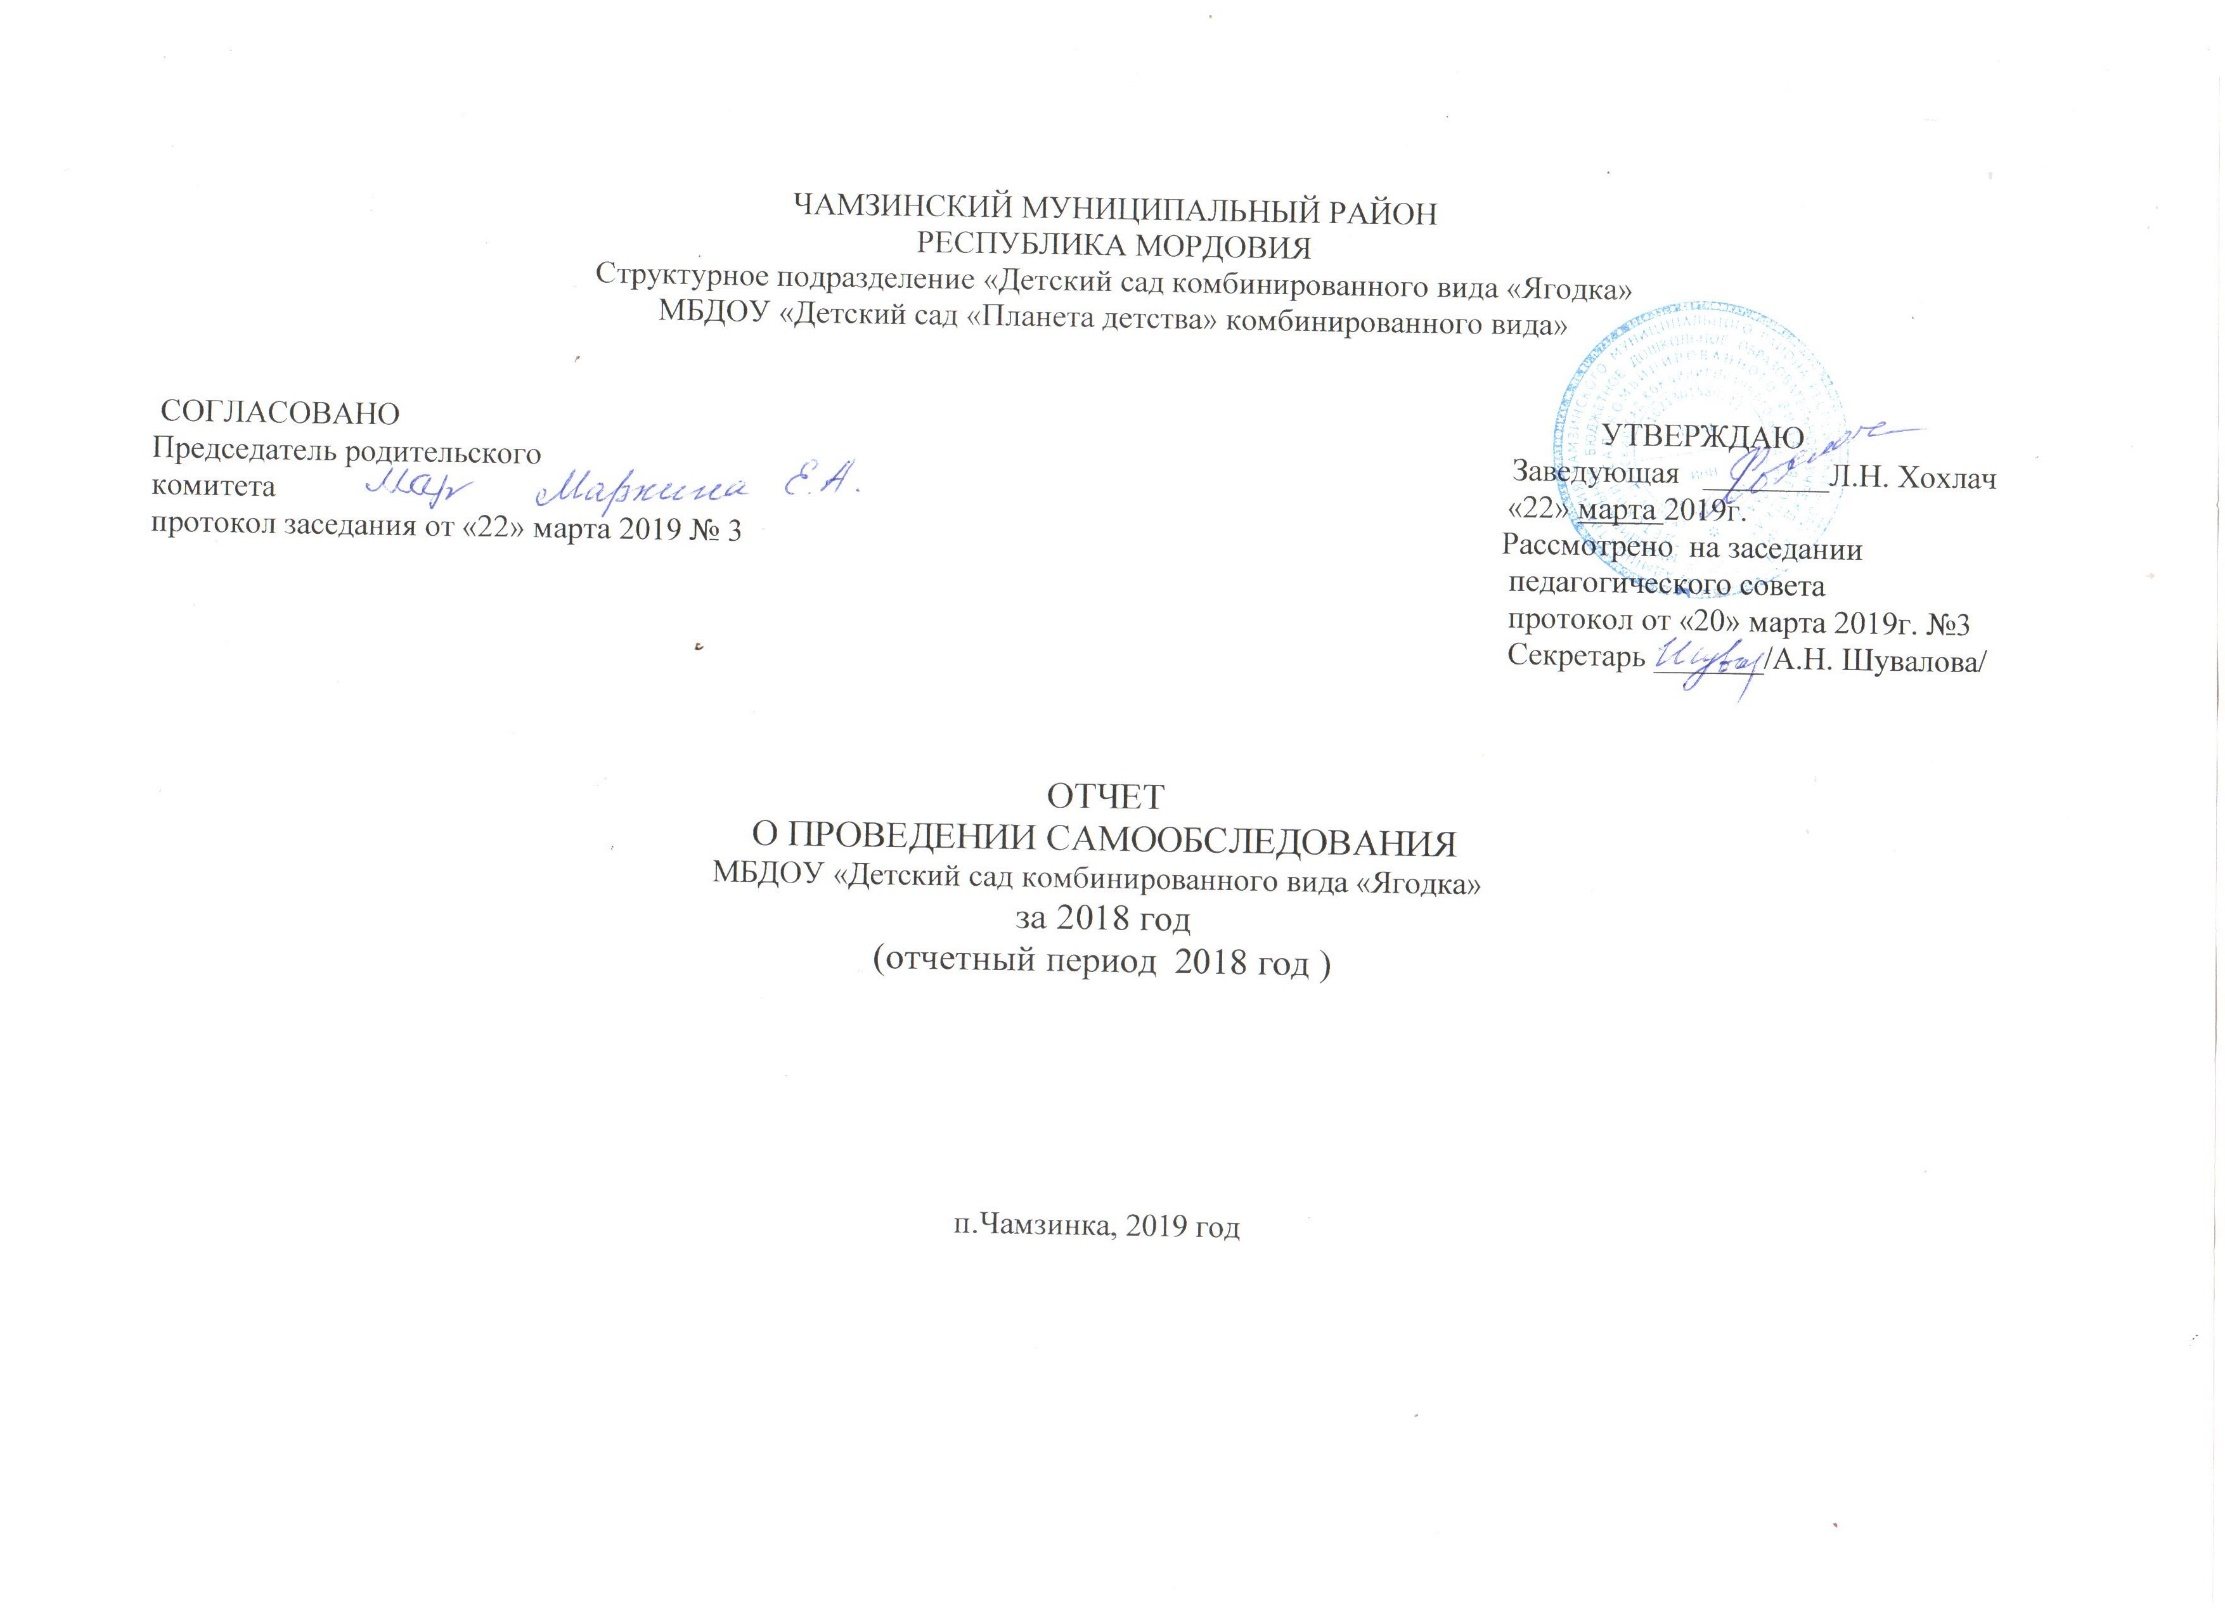 ЧАМЗИНСКИЙ МУНИЦИПАЛЬНЫЙ РАЙОН
РЕСПУБЛИКА МОРДОВИЯ
Структурное подразделение «Детский сад комбинированного вида «Ягодка»
МБДОУ «Детский сад «Планета детства» комбинированного вида»
СОГЛАСОВАНО
Председатель родительского
комитета Мар Маркина Е.А.
протокол заседания от «22» марта 2019 № 3
УТВЕРЖДАЮ
Заведующая ________Л.Н. Хохлач
«22» марта 2019г.
Рассмотрено на заседании
педагогического совета
протокол от «20» марта 2019г. №3
Секретарь _______/А.Н. Шувалова/
ОТЧЕТ
О ПРОВЕДЕНИИ САМООБСЛЕДОВАНИЯ
МБДОУ «Детский сад комбинированного вида «Ягодка»
за 2018 год
(отчетный период 2018 год )
п.Чамзинка, 2019 год